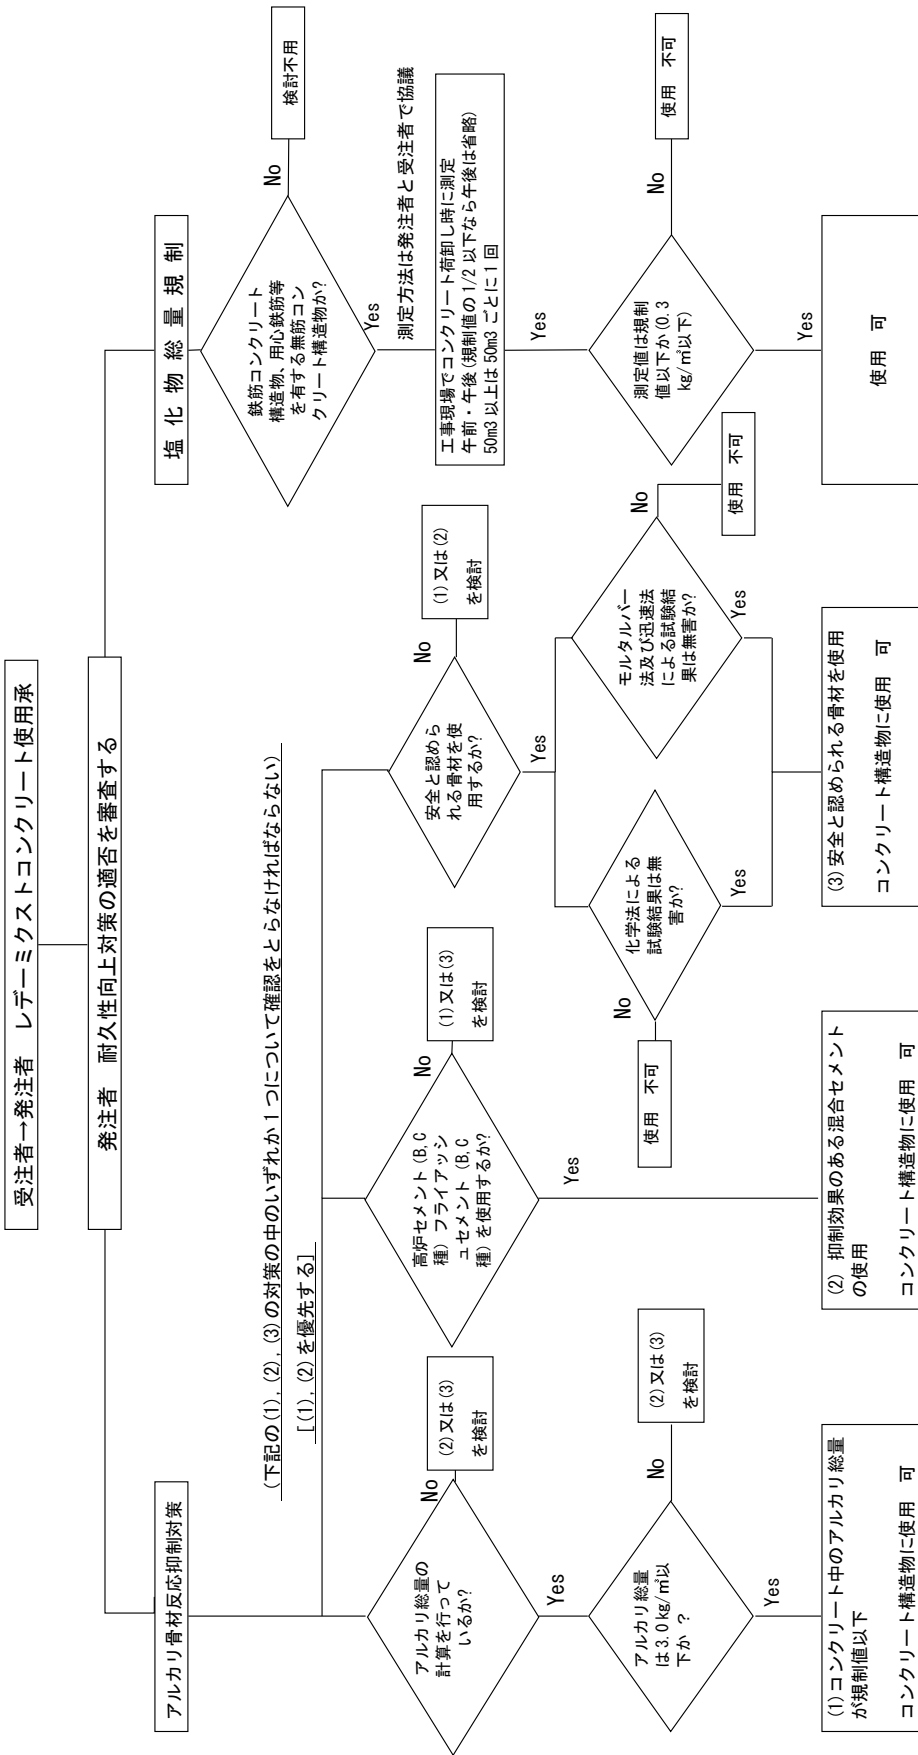 受注者→発注者　レデーミクストコンクリート使用承
発注者　耐久性向上対策の適否を審査する
アルカリ骨材反応抑制対策
塩 化 物 総 量 規 制
(下記の(1), (2), (3)の対策の中のいずれか１つについて確認をとらなければならない)
[(1), (2)を優先する]
アルカリ総量の
計算を行って
いるか?
No
(2)又は(3)
を検討
Yes
アルカリ総量
は3.0㎏/㎥以
下か ?
No
(2)又は(3)
を検討
Yes
(1)コンクリート中のアルカリ総量
が規制値以下
コンクリート構造物に使用　可
高炉セメント(B,C
種) フライアッシ
ュセメント(B,C
種)を使用するか?
No
(1)又は(3)
を検討
Yes
(2) 抑制効果のある混合セメント
の使用
コンクリート構造物に使用　可
安全と認めら
れる骨材を使
用するか?
No
(1)又は(2)
を検討
Yes
化学法による
試験結果は無
害か?
No
使用　不可
Yes
モルタルバー
法及び迅速法
による試験結
果は無害か?
No
使用　不可
Yes
(3)安全と認められる骨材を使用
コンクリート構造物に使用　可
鉄筋コンクリート
構造物、用心鉄筋等
を有する無筋コン
クリート構造物か?
No
検討不用
Yes
測定方法は発注者と受注者で協議
工事現場でコンクリート荷卸し時に測定
午前・午後(規制値の1/2 以下なら午後は省略)
50m3 以上は 50m3 ごとに１回
Yes
測定値は規制
値以下か(0.3
㎏/㎥以下)
No
使用　不可
Yes
使用　可